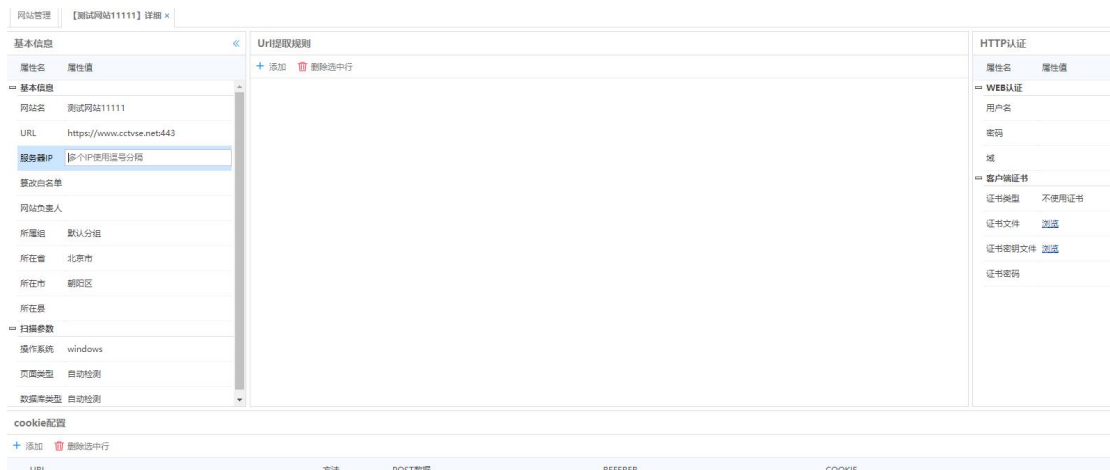 网站管理 【测试网站11111】详细 ×
基本信息 «
属性名 属性值
基本信息
网站名 测试网站11111
URL https://www.cctvse.net:443
服务器IP 多个IP使用逗号分隔
篡改白名单
网站负责人
所属组 默认分组
所在省 北京市
所在市 朝阳区
所在县
扫描参数
操作系统 windows
页面类型 自动检测
数据库类型 自动检测
Url提取规则
+ 添加 删除选中行
HTTP认证
属性名 属性值
WEB认证
用户名
密码
域
客户端证书
证书类型 不使用证书
证书文件 浏览
证书密钥文件 浏览
证书密码
cookie配置
+ 添加 删除选中行
URL 方法 POST数据 REFERER COOKIE